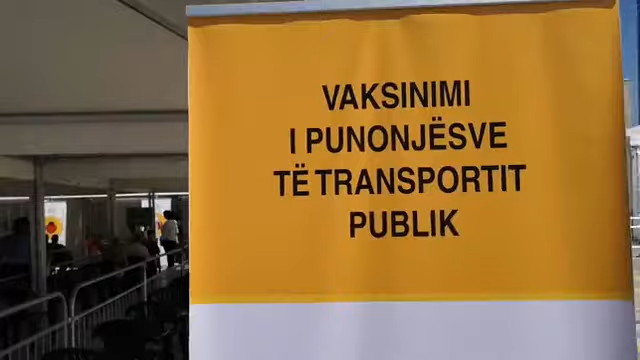 VAKSINIMI
I PUNONJËSVE
TË TRANSPORTIT
PUBLIK